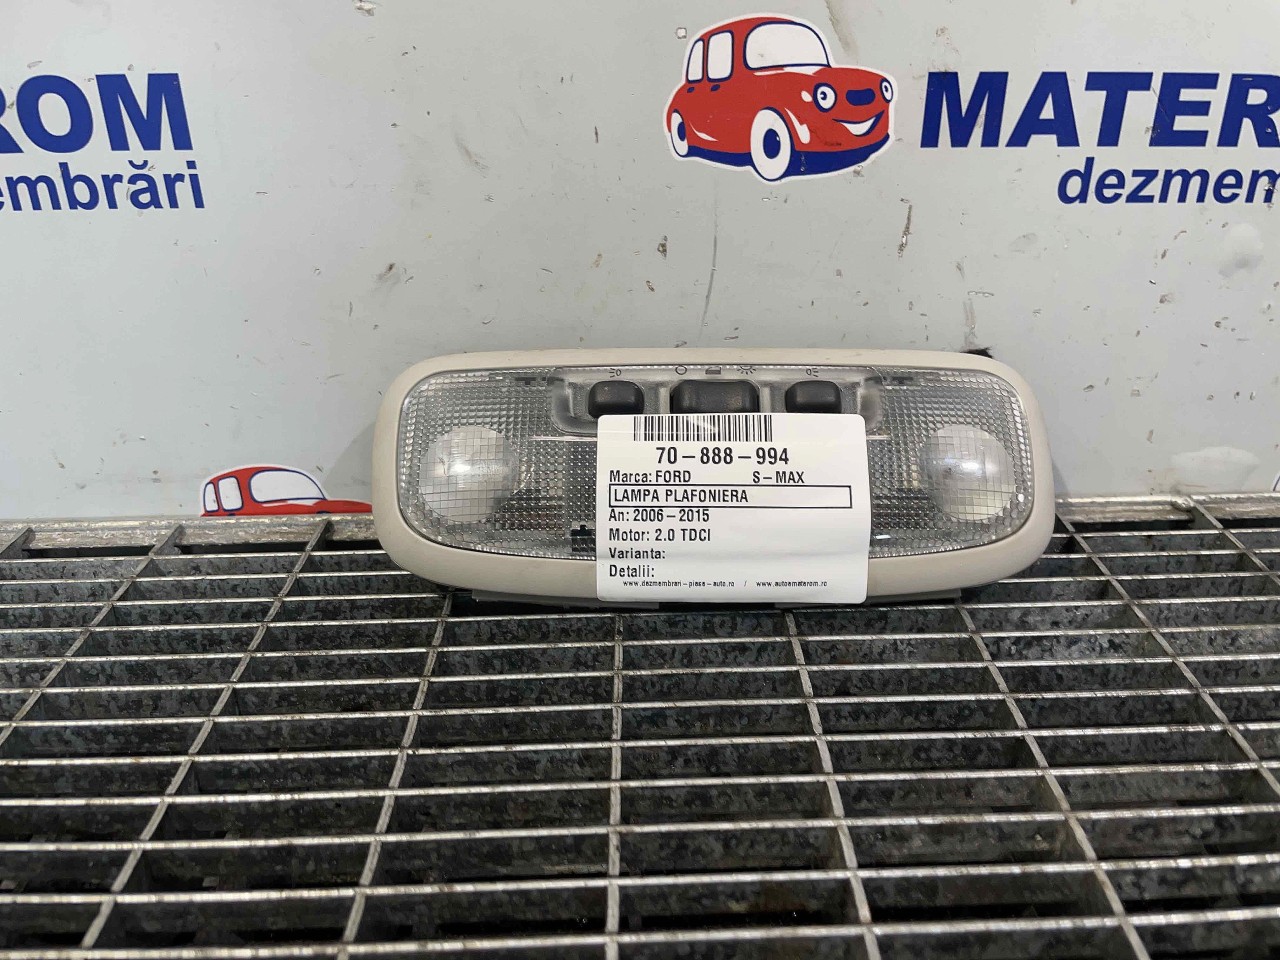 ROM
embrări
MATER
dezmem
70-888-994
Marca: FORD S-MAX
LAMPA PLAFONIERA
An: 2006-2015
Motor: 2.0 TDCI
Varianta:
Detalii:
www.dezmembrari-piese-auto.ro / www.automaterom.ro